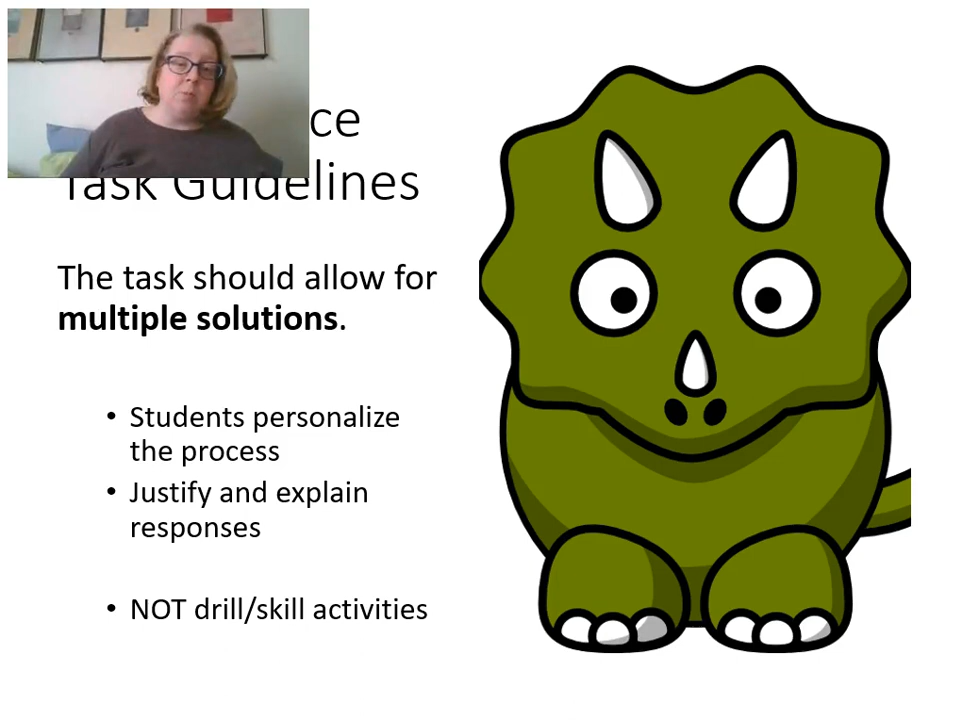 ce
Task Guidelines
The task should allow for
multiple solutions.
• Students personalize
the process
• Justify and explain
responses
• NOT drill/skill activities